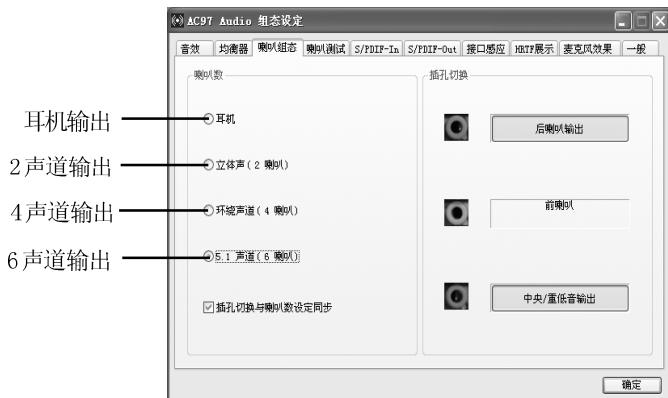 AC97 Audio 组态设定
音效 均衡器 喇叭组态 喇叭测试 S/PDIF-In S/PDIF-Out 接口感应 HRTF展示 麦克风效果 一般
喇叭数
耳机输出
耳机
2声道输出
立体声(2 喇叭)
4声道输出
环绕声道(4 喇叭)
6声道输出
5.1 声道(6 喇叭)
插孔切换与喇叭数设定同步
插孔切换
后喇叭输出
前喇叭
中央/重低音输出
确定